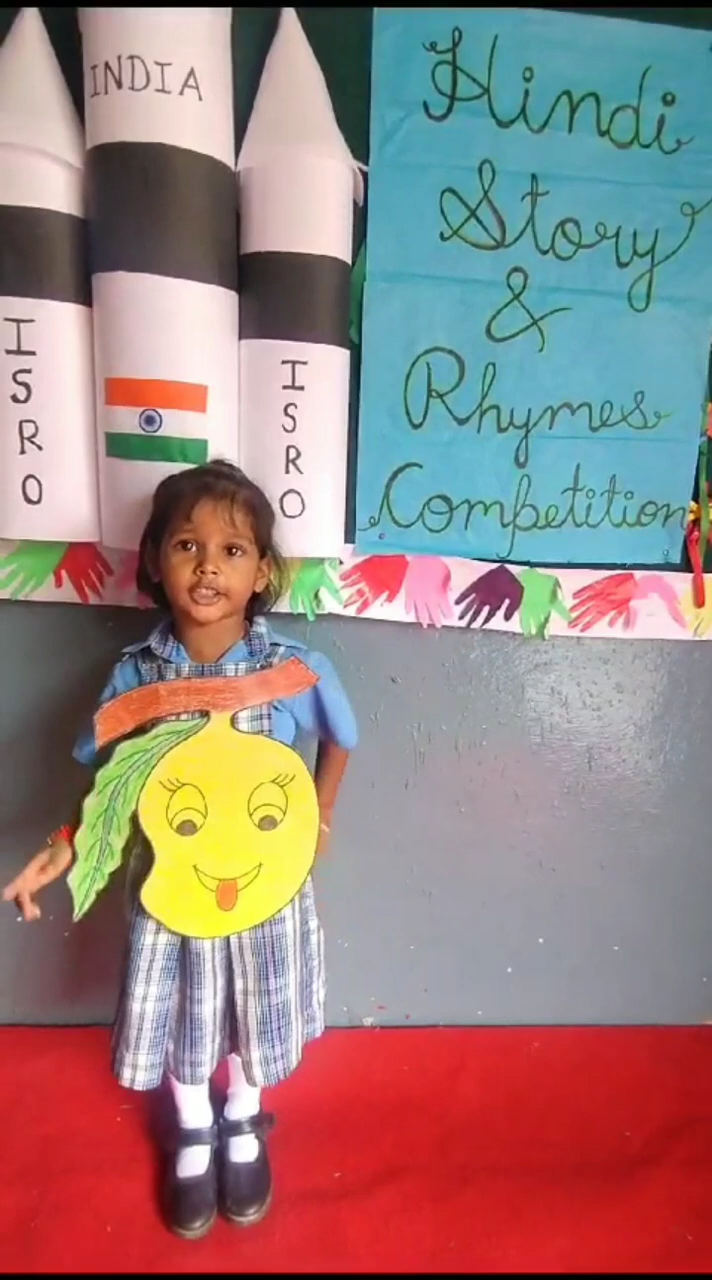 INDIA
ISRO
ISRO
Hindi
Story
&
Rhymes
Competition